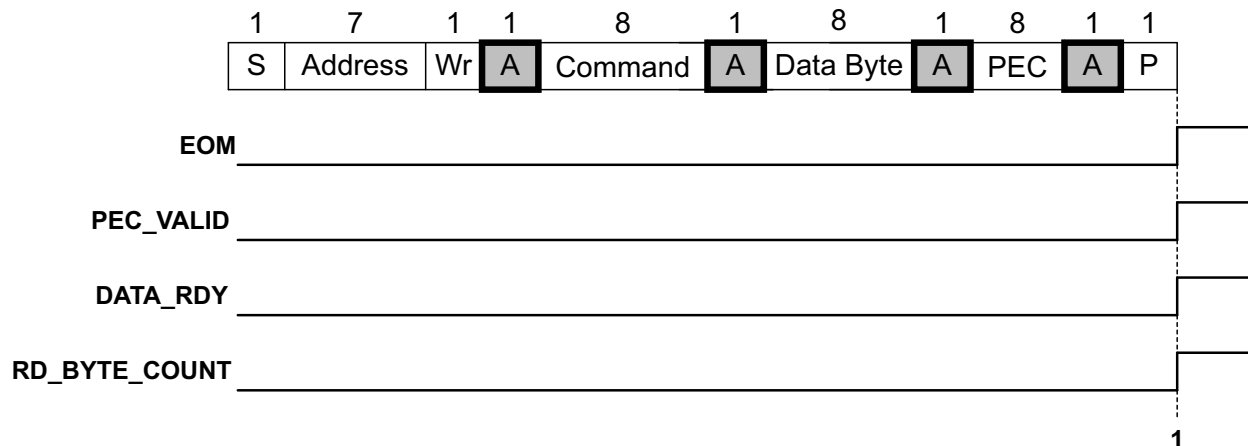 1 7 1 1 8 1 8 1 8 1 1
S Address Wr A Command A Data Byte A PEC A P
EOM
PEC_VALID
DATA_RDY
RD_BYTE_COUNT
1